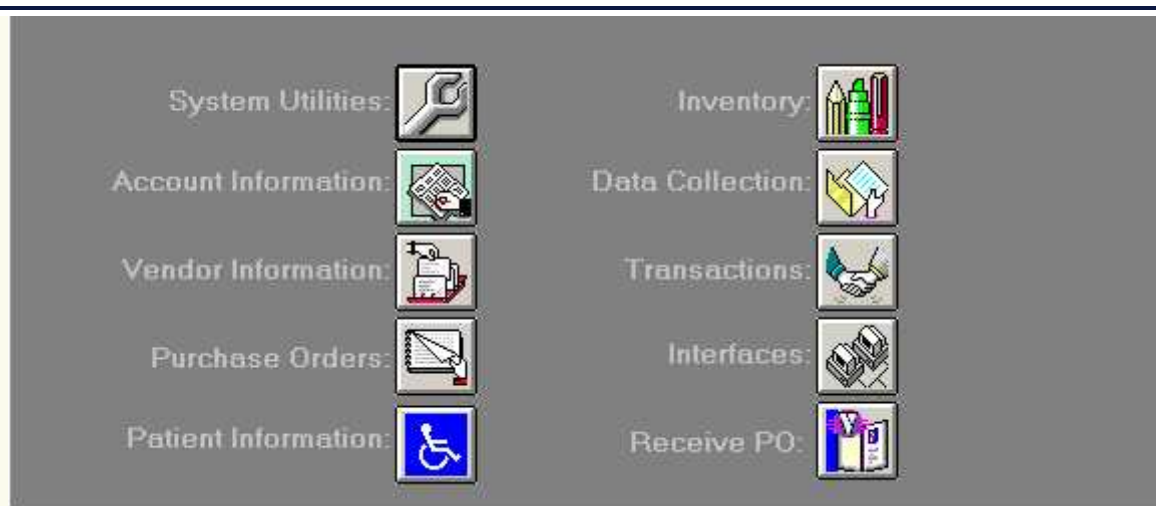 System Utilities:
Inventory:
Account Information:
Data Collection:
Vendor Information:
Transactions:
Purchase Orders:
Interfaces:
Patient Information:
Receive PO: